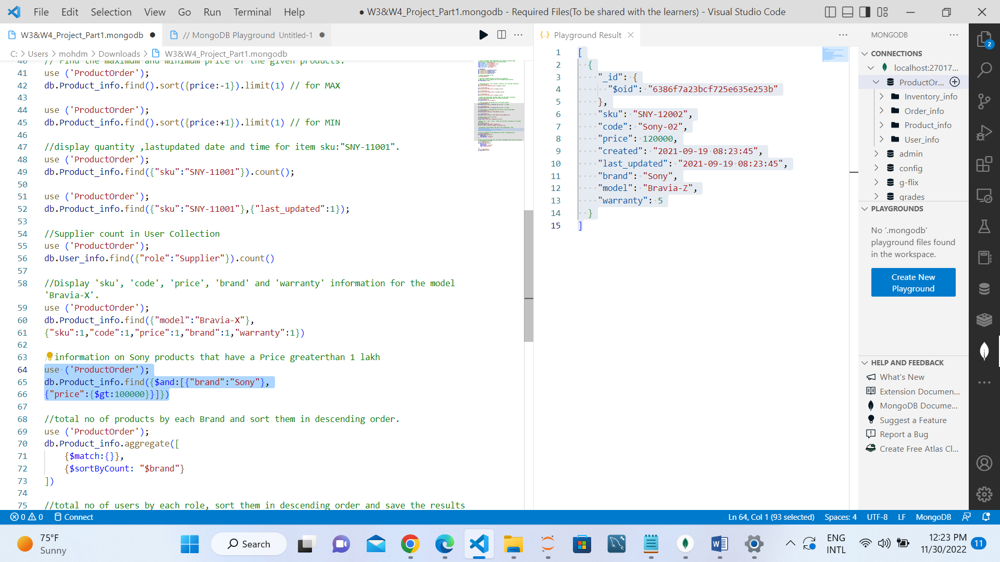 File Edit Selection View Go Run Terminal Help
● W3&W4_Project_Part1.mongodb - Required Files(To be shared with the learners) - Visual Studio Code
W3&W4_Project_Part1.mongodb ●
// MongoDB Playground Untitled-1 ●
C: > Users > mohdm > Downloads > W3&W4_Project_Part1.mongodb
40 // Find the maximum and minimum price of the given products.
41 use ('ProductOrder');
42 db.Product_info.find().sort({price:-1}).limit(1) // for MAX
43
44 use ('ProductOrder');
45 db.Product_info.find().sort({price:+1}).limit(1) // for MIN
46
47 //display quantity ,lastupdated date and time for item sku:"SNY-11001".
48 use ('ProductOrder');
49 db.Product_info.find({"sku":"SNY-11001"}).count();
50
51 use ('ProductOrder');
52 db.Product_info.find({"sku":"SNY-11001"},{"last_updated":1});
53
54 //Supplier count in User Collection
55 use ('ProductOrder');
56 db.User_info.find({"role":"Supplier"}).count()
57
58 //Display 'sku', 'code', 'price', 'brand' and 'warranty' information for the model
'Bravia-X'.
59 use ('ProductOrder');
60 db.Product_info.find({"model":"Bravia-X"},
61 {"sku":1,"code":1,"price":1,"brand":1,"warranty":1})
62
63 information on Sony products that have a Price greaterthan 1 lakh
64 use ('ProductOrder');
65 db.Product_info.find({$and:[{"brand":"Sony"},
66 {"price":{$gt:100000}}]})
67
68 //total no of products by each Brand and sort them in descending order.
69 use ('ProductOrder');
70 db.Product_info.aggregate([
71 {$match:{}},
72 {$sortByCount: "$brand"}
73 ])
74
75 //total no of users by each role, sort them in descending order and save the results
Playground Result
1 [
2 {
3 "_id": {
4 "$oid": "6386f7a23bcf725e635e253b"
5 },
6 "sku": "SNY-12002",
7 "code": "Sony-02",
8 "price": 120000,
9 "created": "2021-09-19 08:23:45",
10 "last_updated": "2021-09-19 08:23:45",
11 "brand": "Sony",
12 "model": "Bravia-Z",
13 "warranty": 5
14 }
15 ]
MONGODB
CONNECTIONS
localhost:27017...
ProductOr...
Inventory_info
Order_info
Product_info
User_info
admin
config
g-flix
grades
PLAYGROUNDS
No '.mongodb'
playground files found
in the workspace.
Create New
Playground
HELP AND FEEDBACK
What's New
Extension Documen...
MongoDB Docume...
Suggest a Feature
Report a Bug
Create Free Atlas Cl...
2
0 0 Connect
Ln 64, Col 1 (93 selected) Spaces: 4 UTF-8 LF MongoDB
75°F
Sunny
Search
ENG
INTL
12:23 PM
11/30/2022
11